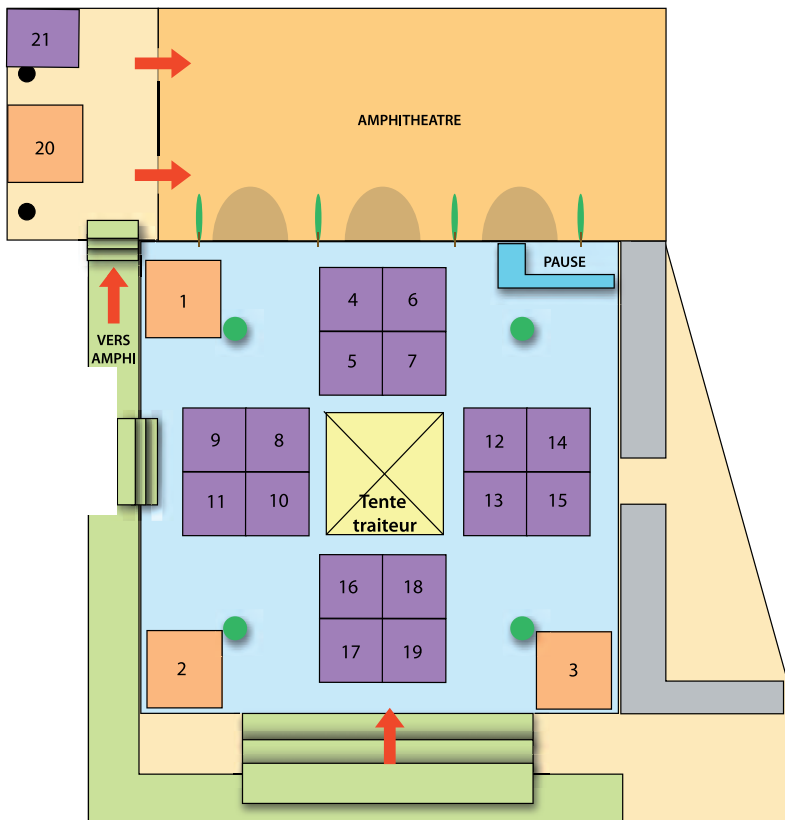 21
20
AMPHITHEATRE
PAUSE
1
VERS
AMPHI
4 6
5 7
9 8
11 10
12 14
13 15
Tente
traiteur
16 18
17 19
2
3